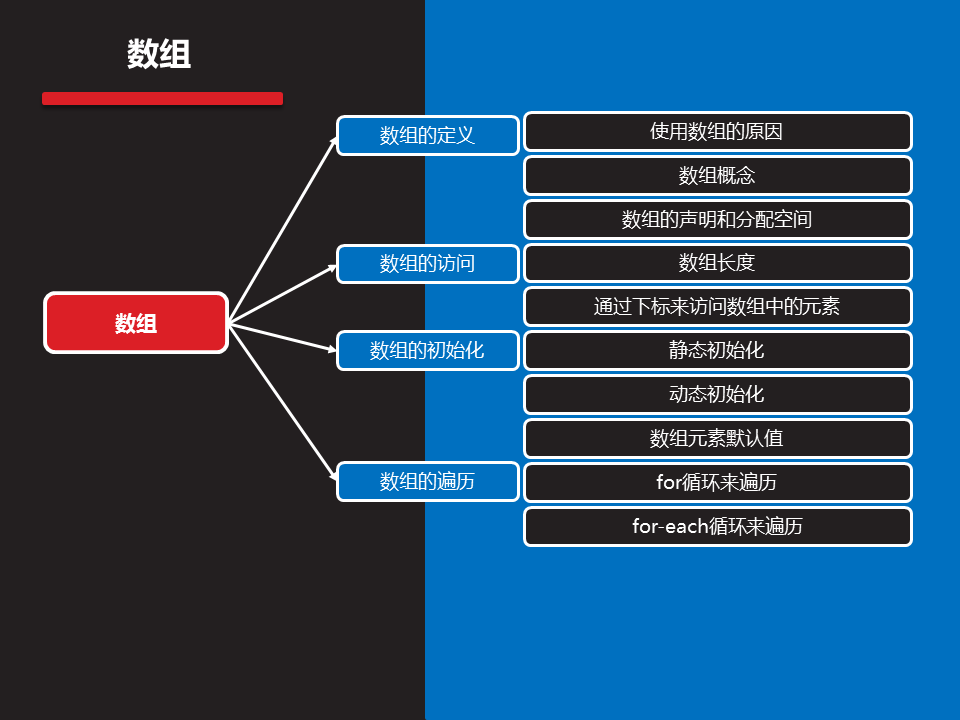 数组
数组
数组的定义
使用数组的原因
数组概念
数组的声明和分配空间
数组的访问
数组长度
通过下标来访问数组中的元素
数组的初始化
静态初始化
动态初始化
数组元素默认值
数组的遍历
for循环来遍历
for-each循环来遍历